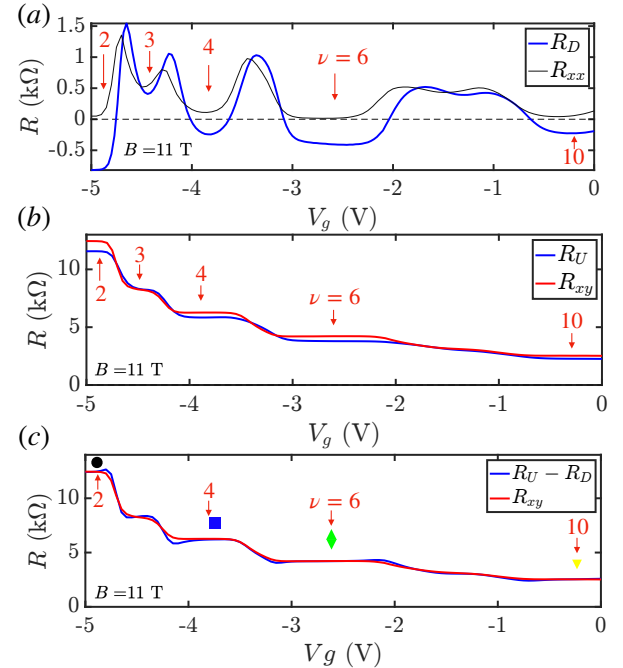 (a)
1.5
1
0.5
0
-0.5
R (kΩ)
2 3 4 ν = 6 10
R_D
R_xx
B = 11 T
-5 -4 -3 -2 -1 0
V_g (V)
(b)
10
5
0
R (kΩ)
2 3 4 ν = 6 10
R_U
R_xy
B = 11 T
-5 -4 -3 -2 -1 0
V_g (V)
(c)
10
5
0
R (kΩ)
2 4 ν = 6 10
R_U − R_D
R_xy
B = 11 T
-5 -4 -3 -2 -1 0
Vg (V)